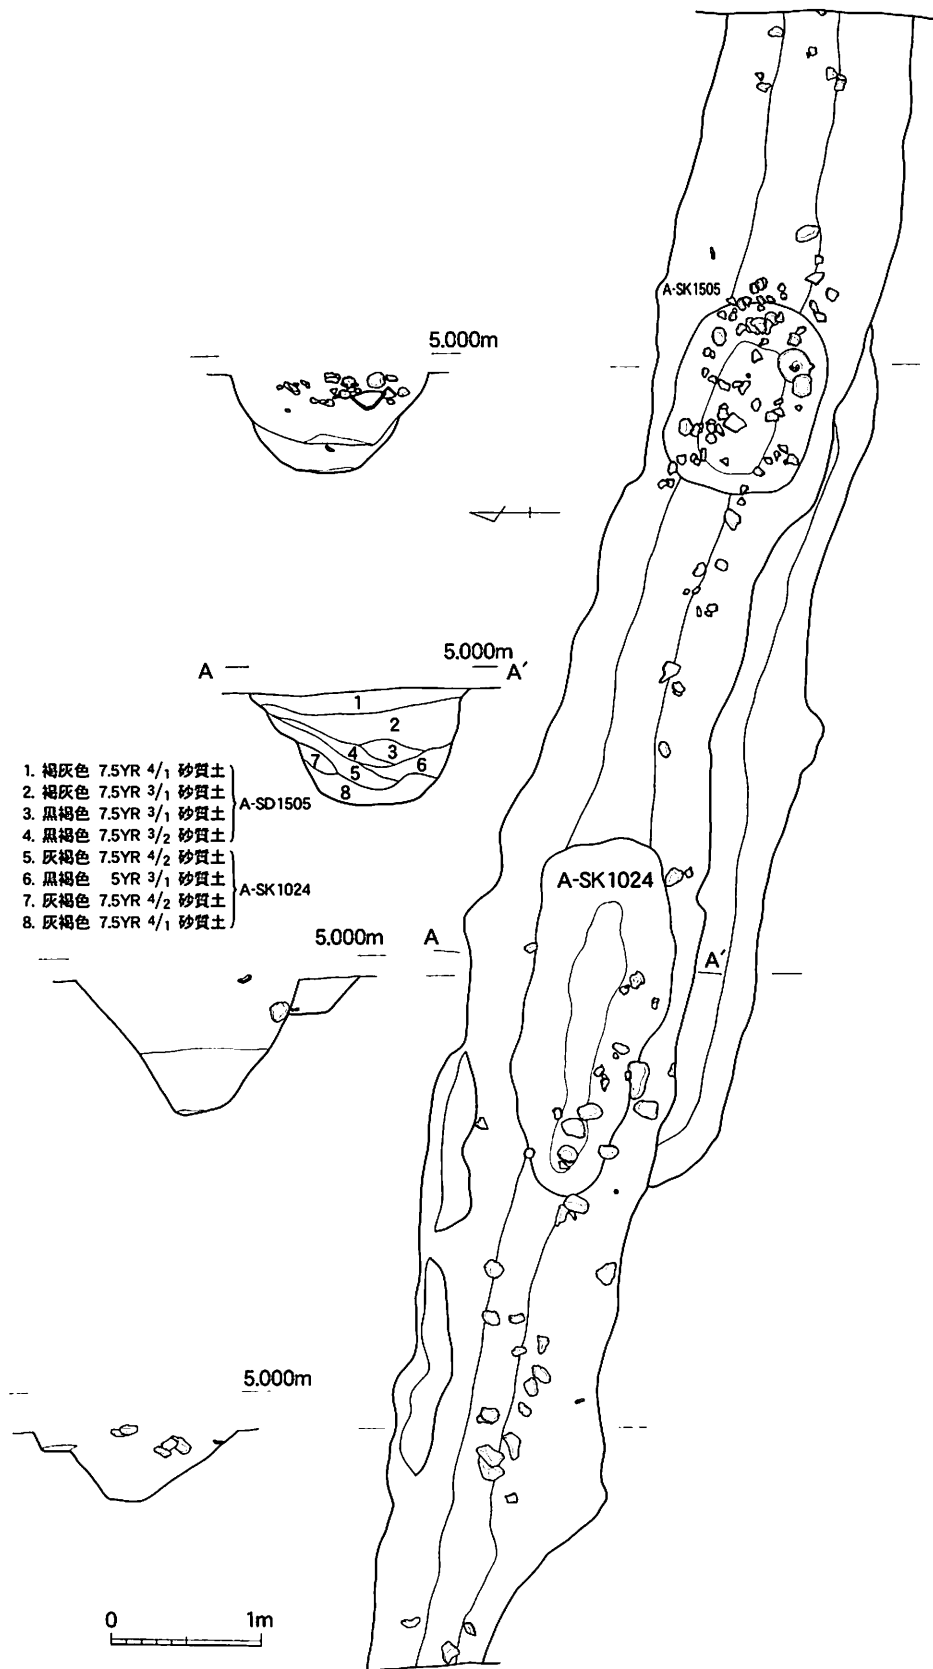 A-SK1505
5.000m
5.000m
A A′
1. 褐灰色 7.5YR 4/1 砂質土
2. 褐灰色 7.5YR 3/1 砂質土
3. 黒褐色 7.5YR 3/1 砂質土
4. 黒褐色 7.5YR 3/2 砂質土
A-SD1505
5. 灰褐色 7.5YR 4/2 砂質土
6. 黒褐色 5YR 3/1 砂質土
7. 灰褐色 7.5YR 4/2 砂質土
8. 灰褐色 7.5YR 4/1 砂質土
A-SK1024
1
2
3
4
5
6
7
8
A-SK1024
5.000m
A A′
5.000m
0 1m